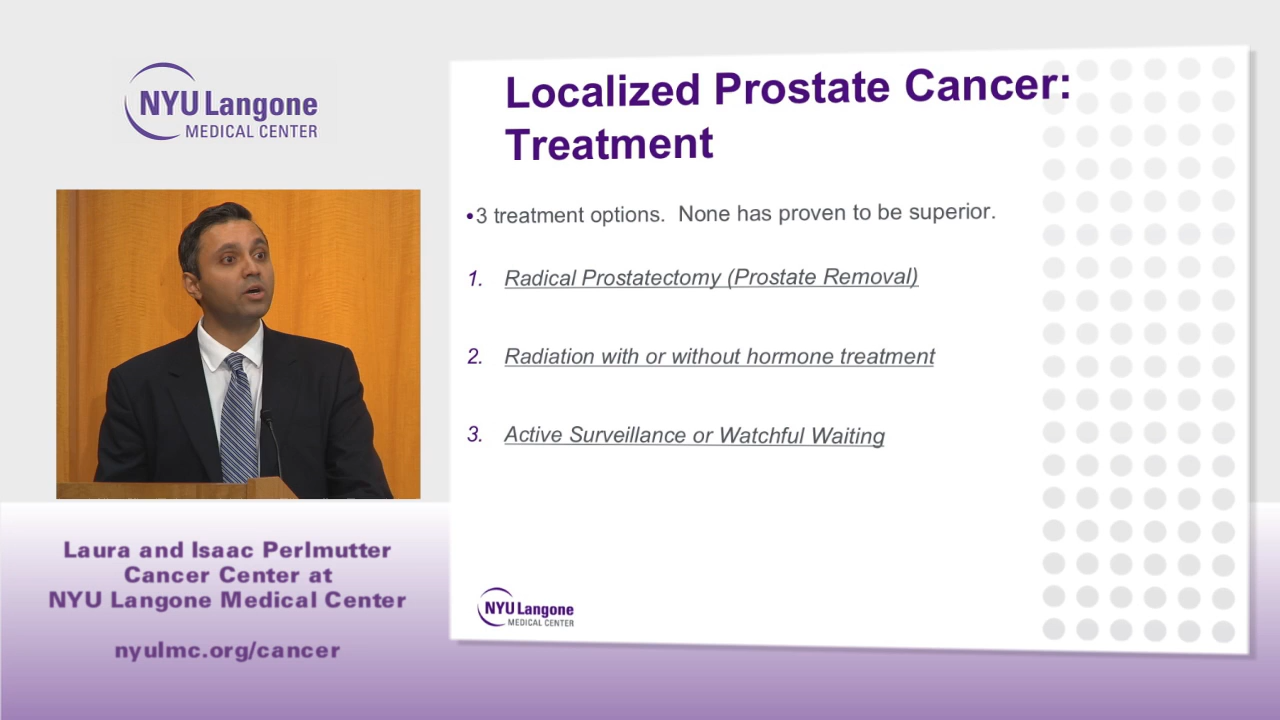 NYU Langone
MEDICAL CENTER
Laura and Isaac Perlmutter
Cancer Center at
NYU Langone Medical Center
nyulmc.org/cancer
Localized Prostate Cancer:
Treatment
•3 treatment options.  None has proven to be superior.
1. Radical Prostatectomy (Prostate Removal)
2. Radiation with or without hormone treatment
3. Active Surveillance or Watchful Waiting
NYU Langone
MEDICAL CENTER